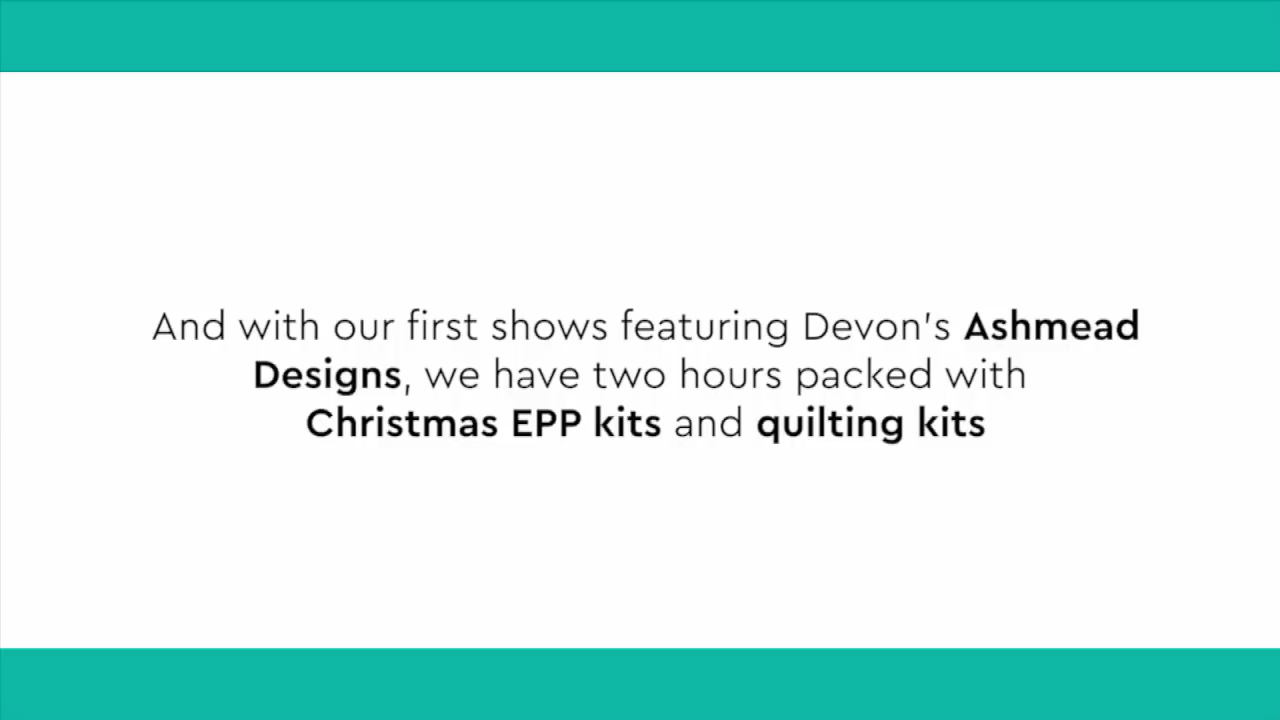 And with our first shows featuring Devon's Ashmead
Designs, we have two hours packed with
Christmas EPP kits and quilting kits